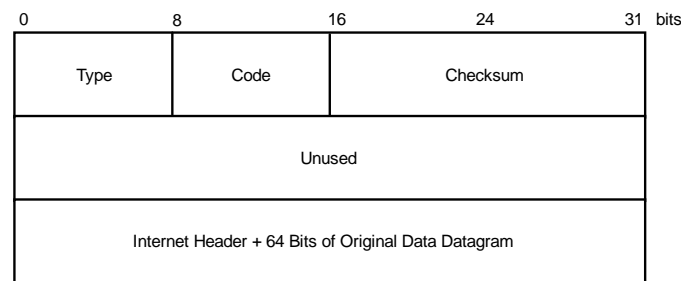 0 8 16 24 31 bits
Type Code Checksum
Unused
Internet Header + 64 Bits of Original Data Datagram